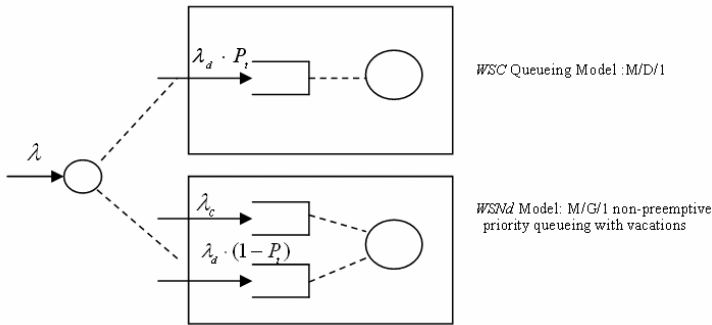 λ_d · P_t
WSC Queueing Model :M/D/1
λ
λ_c
λ_d · (1 − P_t)
WSNd Model: M/G/1 non-preemptive
priority queueing with vacations